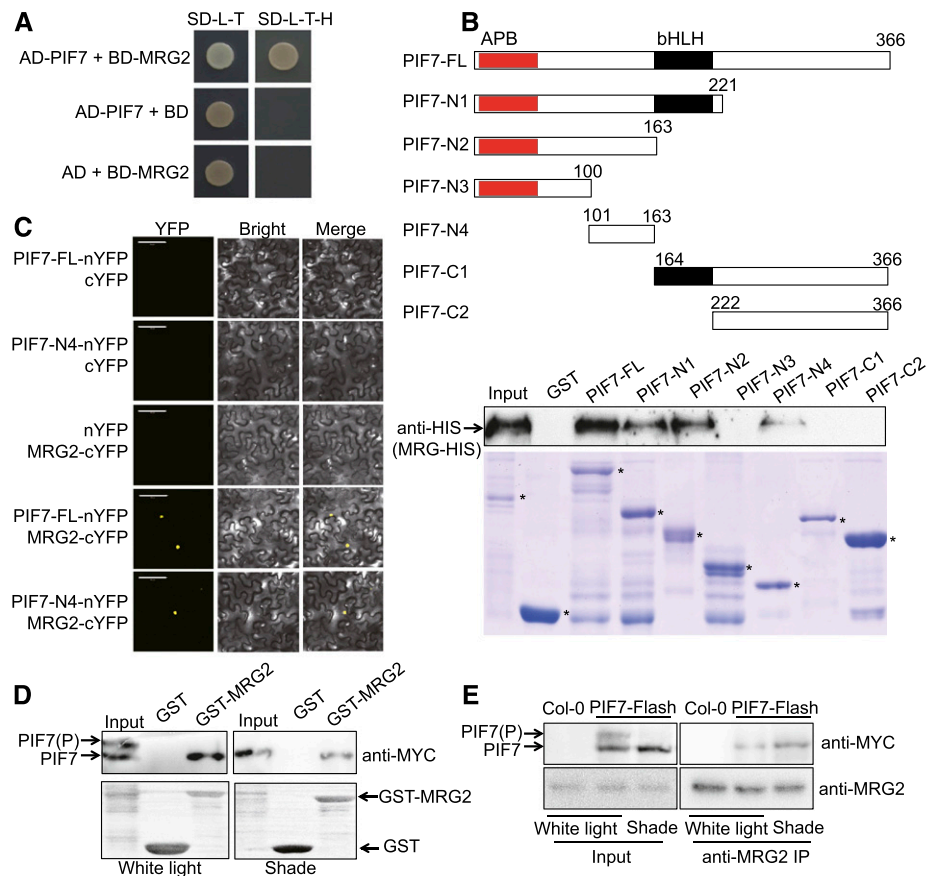 A
SD-L-T SD-L-T-H
AD-PIF7 + BD-MRG2
AD-PIF7 + BD
AD + BD-MRG2
B
APB bHLH
PIF7-FL 366
PIF7-N1 221
PIF7-N2 163
PIF7-N3 100
PIF7-N4 101 163
PIF7-C1 164 366
PIF7-C2 222 366
Input GST PIF7-FL PIF7-N1 PIF7-N2 PIF7-N3 PIF7-N4 PIF7-C1 PIF7-C2
anti-HIS
(MRG-HIS)
* * * * * * * * *
C
YFP Bright Merge
PIF7-FL-nYFP
cYFP
PIF7-N4-nYFP
cYFP
nYFP
MRG2-cYFP
PIF7-FL-nYFP
MRG2-cYFP
PIF7-N4-nYFP
MRG2-cYFP
D
Input GST GST-MRG2 Input GST GST-MRG2
PIF7(P)
PIF7
anti-MYC
GST-MRG2
GST
White light Shade
E
Col-0 PIF7-Flash Col-0 PIF7-Flash
PIF7(P)
PIF7
anti-MYC
anti-MRG2
White light Shade White light Shade
Input anti-MRG2 IP